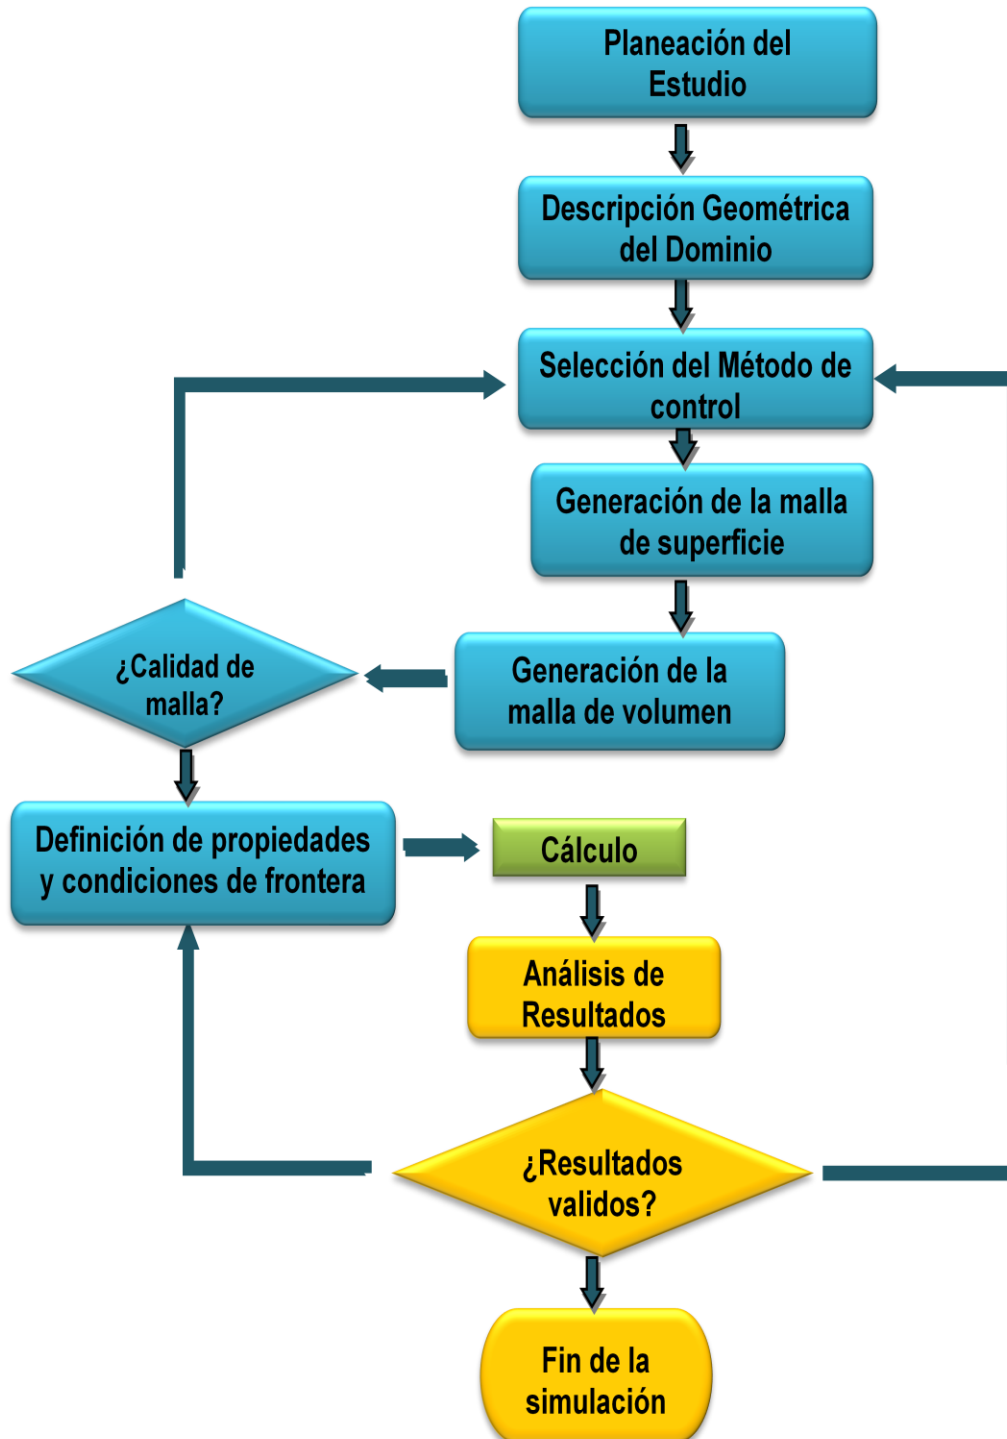 Planeación del
Estudio
Descripción Geométrica
del Dominio
Selección del Método de
control
Generación de la malla
de superficie
Generación de la
malla de volumen
¿Calidad de
malla?
Definición de propiedades
y condiciones de frontera
Cálculo
Análisis de
Resultados
¿Resultados
validos?
Fin de la
simulación